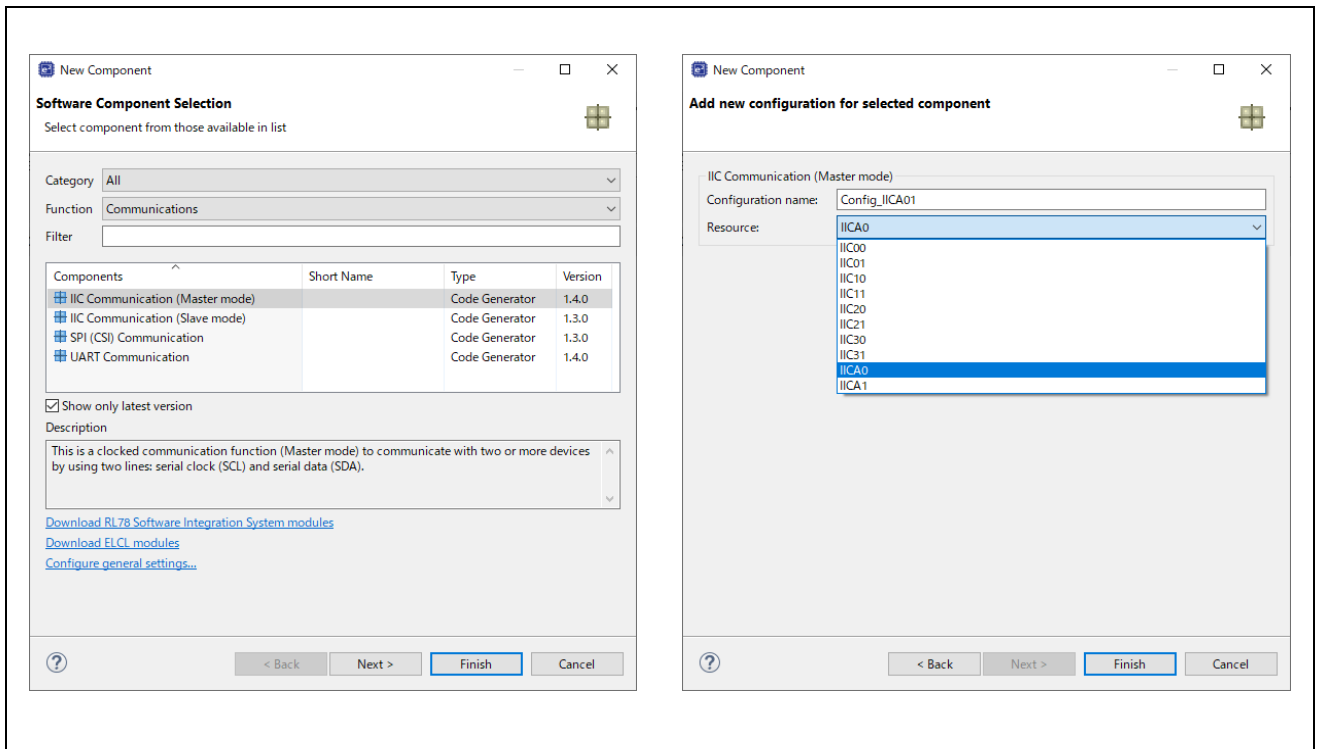 New Component
Software Component Selection
Select component from those available in list
Category All
Function Communications
Filter
Components Short Name Type Version
IIC Communication (Master mode) Code Generator 1.4.0
IIC Communication (Slave mode) Code Generator 1.3.0
SPI (CSI) Communication Code Generator 1.3.0
UART Communication Code Generator 1.4.0
Show only latest version
Description
This is a clocked communication function (Master mode) to communicate with two or more devices
by using two lines: serial clock (SCL) and serial data (SDA).
Download RL78 Software Integration System modules
Download ELCL modules
Configure general settings...
? < Back Next > Finish Cancel
New Component
Add new configuration for selected component
IIC Communication (Master mode)
Configuration name: Config_IICA01
Resource: IICA0
IIC00
IIC01
IIC10
IIC11
IIC20
IIC21
IIC30
IIC31
IICA0
IICA1
? < Back Next > Finish Cancel